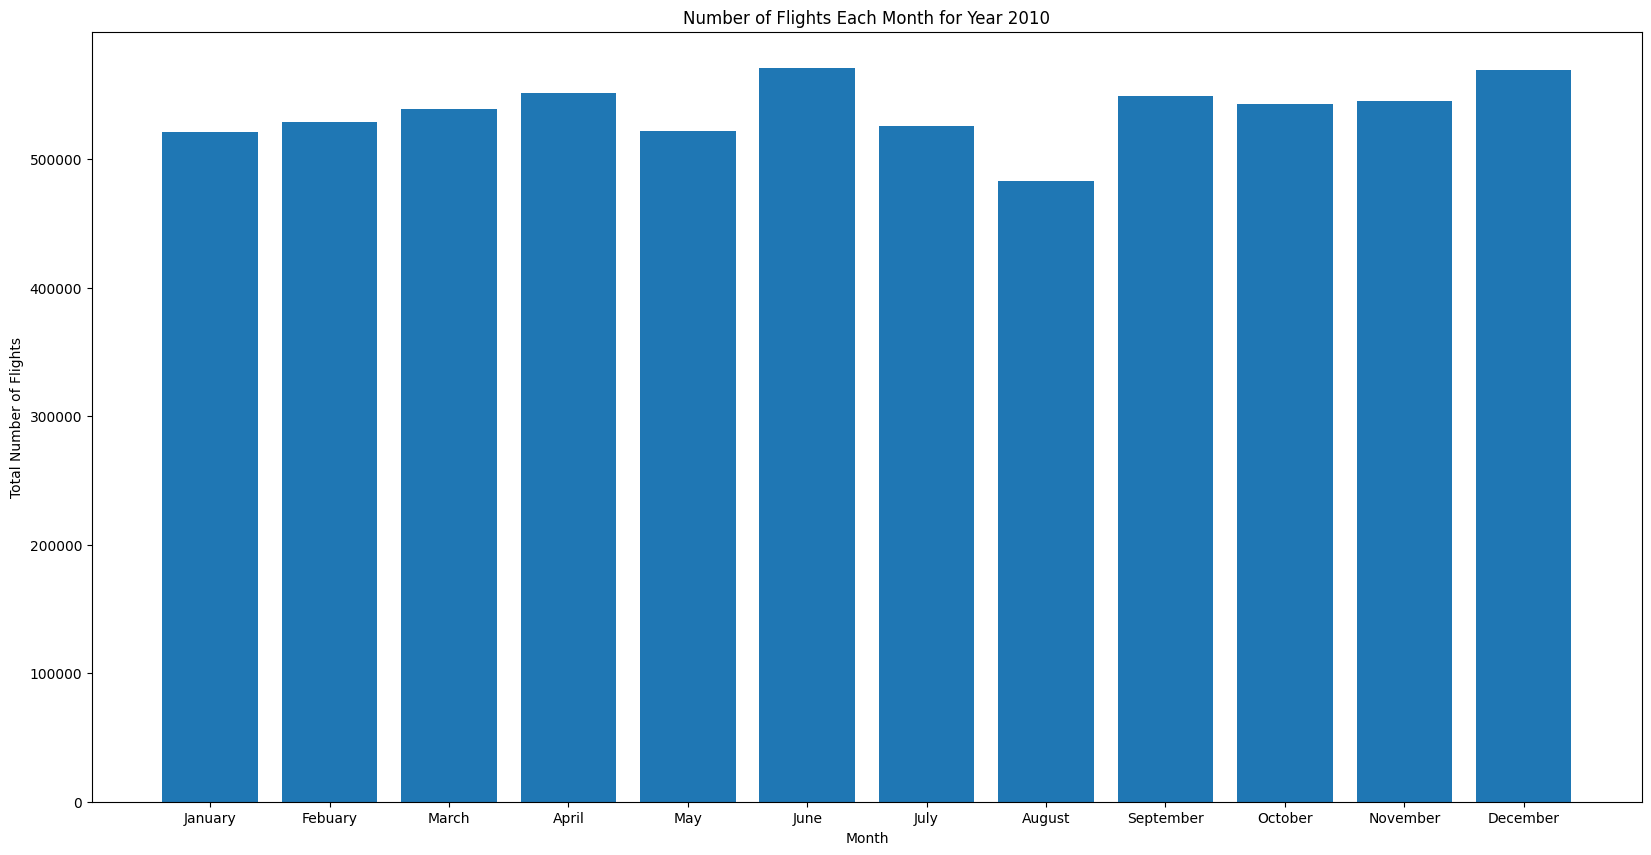 Number of Flights Each Month for Year 2010
Total Number of Flights
500000
400000
300000
200000
100000
0
January Febuary March April May June July August September October November December
Month